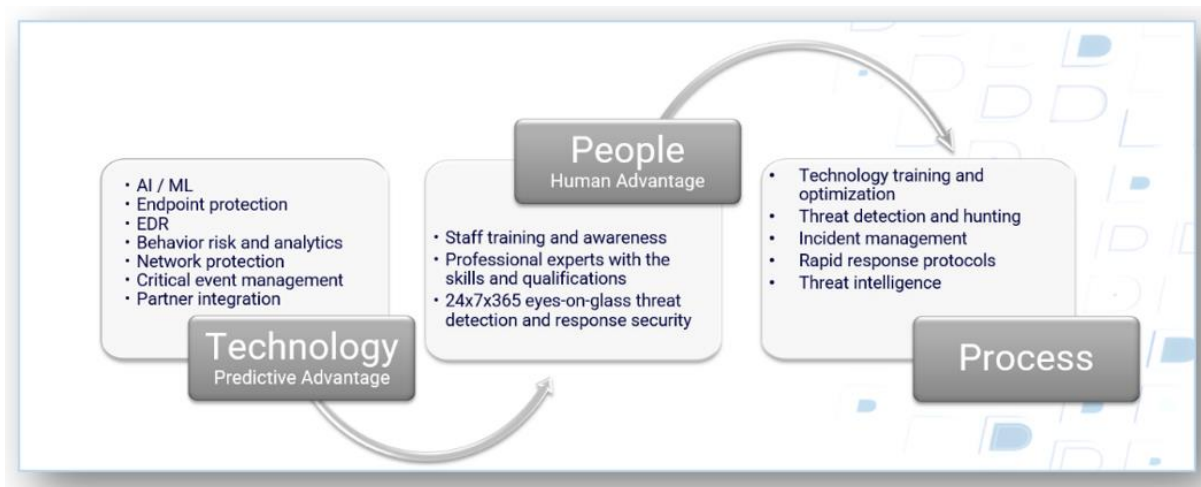 • AI / ML
• Endpoint protection
• EDR
• Behavior risk and analytics
• Network protection
• Critical event management
• Partner integration
Technology
Predictive Advantage
People
Human Advantage
• Staff training and awareness
• Professional experts with the
skills and qualifications
• 24x7x365 eyes-on-glass threat
detection and response security
• Technology training and
optimization
• Threat detection and hunting
• Incident management
• Rapid response protocols
• Threat intelligence
Process